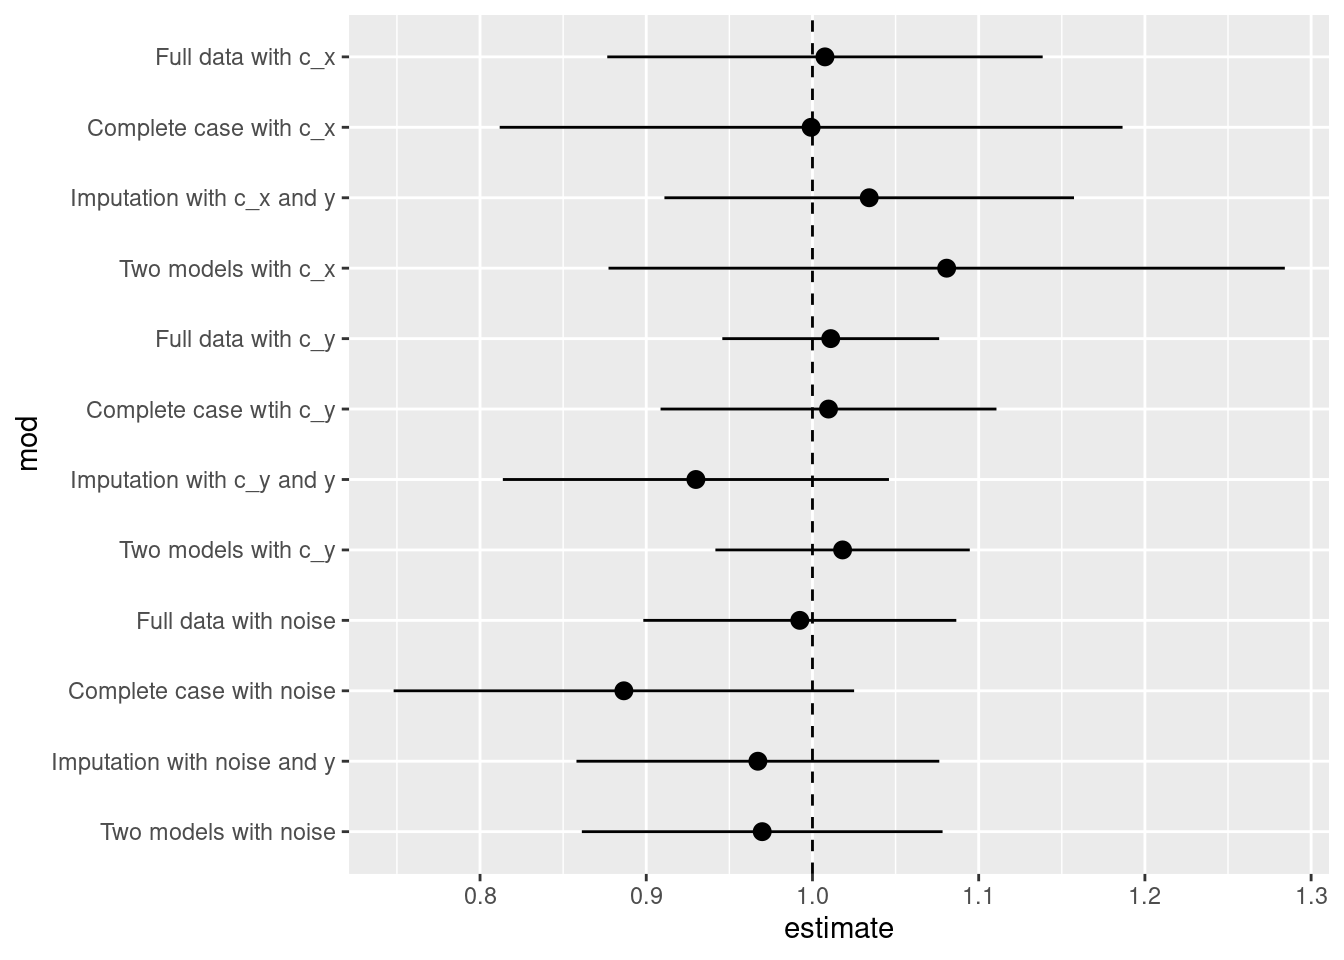 Full data with c_x
Complete case with c_x
Imputation with c_x and y
Two models with c_x
Full data with c_y
Complete case wtih c_y
Imputation with c_y and y
Two models with c_y
Full data with noise
Complete case with noise
Imputation with noise and y
Two models with noise
mod
0.8 0.9 1.0 1.1 1.2 1.3
estimate